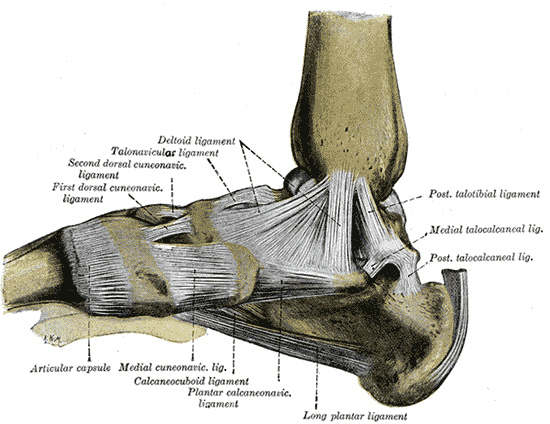 Deltoid ligament
Talonavicular ligament
Second dorsal cuneonavic.
ligament
First dorsal cuneonavic.
ligament
Post. talotibial ligament
Medial talocalcaneal lig.
Post. talocalcaneal lig.
Articular capsule
Medial cuneonavic. lig.
Calcaneocuboid ligament
Plantar calcaneonavic.
ligament
Long plantar ligament